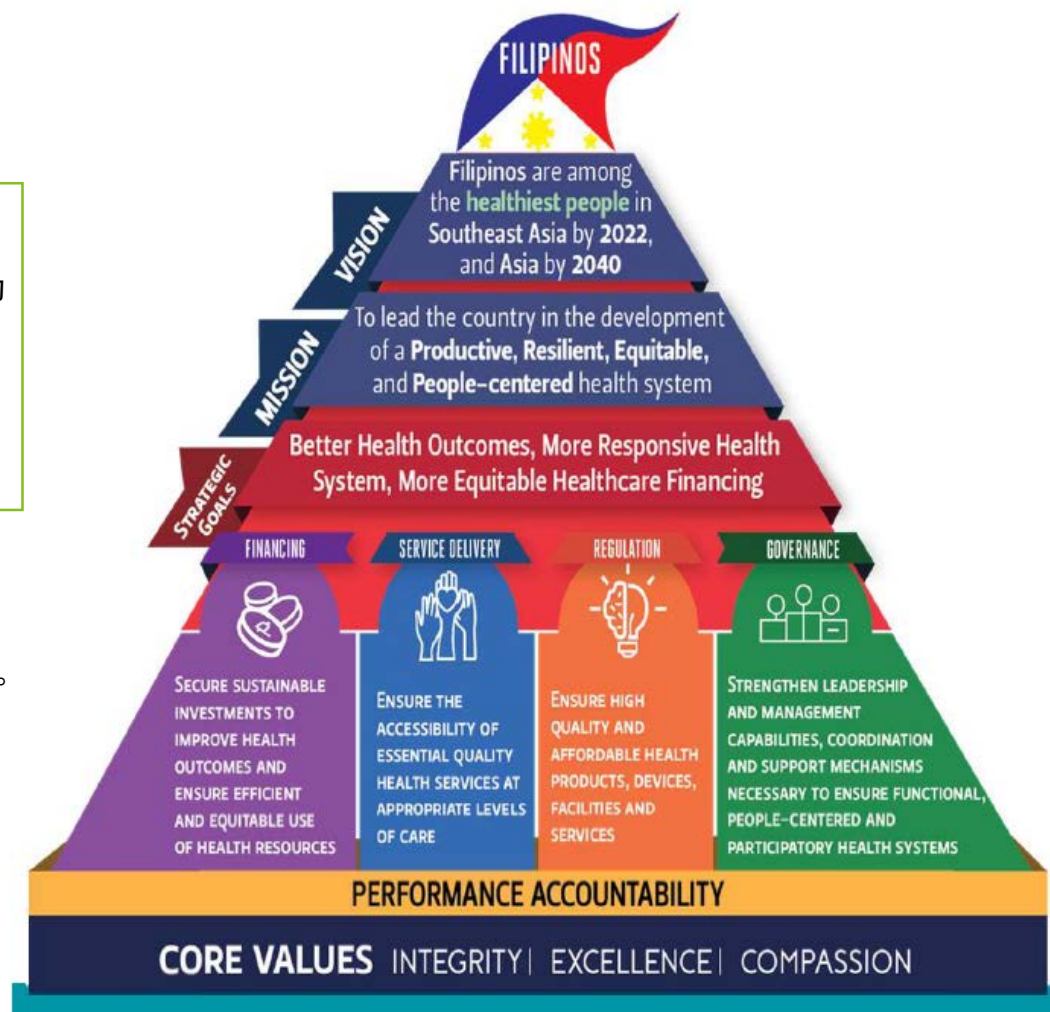 FILIPINOS
Filipinos are among
the healthiest people in
Southeast Asia by 2022,
and Asia by 2040
VISION
To lead the country in the development
of a Productive, Resilient, Equitable,
and People-centered health system
MISSION
Better Health Outcomes, More Responsive Health
System, More Equitable Healthcare Financing
STRATEGIC
GOALS
FINANCING
SECURE SUSTAINABLE
INVESTMENTS TO
IMPROVE HEALTH
OUTCOMES AND
ENSURE EFFICIENT
AND EQUITABLE USE
OF HEALTH RESOURCES
SERVICE DELIVERY
ENSURE THE
ACCESSIBILITY OF
ESSENTIAL QUALITY
HEALTH SERVICES AT
APPROPRIATE LEVELS
OF CARE
REGULATION
ENSURE HIGH
QUALITY AND
AFFORDABLE HEALTH
PRODUCTS, DEVICES,
FACILITIES AND
SERVICES
GOVERNANCE
STRENGTHEN LEADERSHIP
AND MANAGEMENT
CAPABILITIES, COORDINATION
AND SUPPORT MECHANISMS
NECESSARY TO ENSURE FUNCTIONAL,
PEOPLE-CENTERED AND
PARTICIPATORY HEALTH SYSTEMS
PERFORMANCE ACCOUNTABILITY
CORE VALUES INTEGRITY | EXCELLENCE | COMPASSION